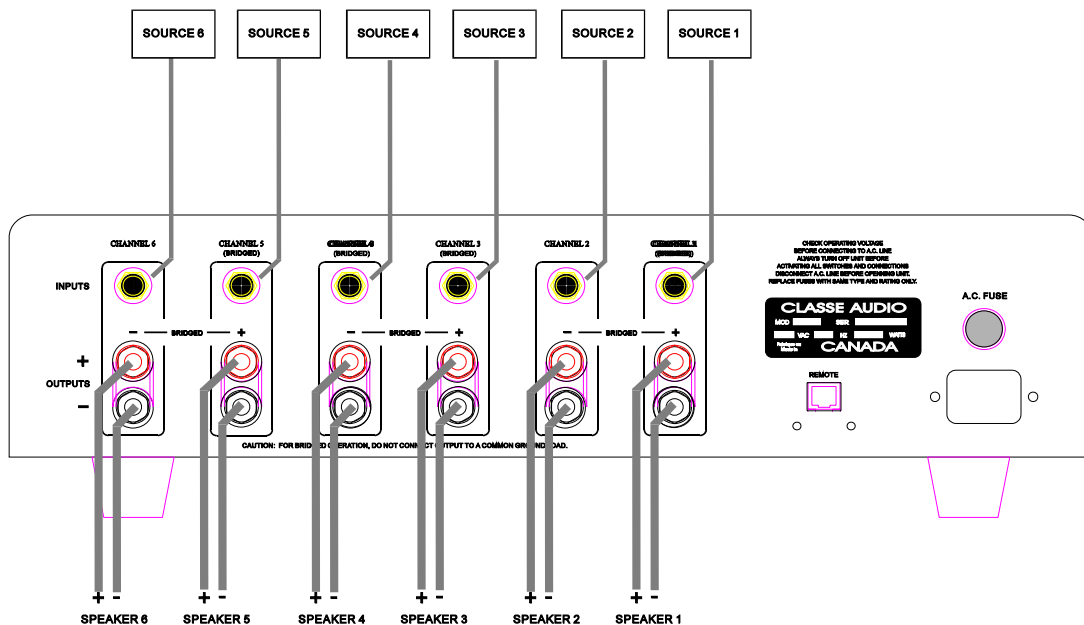 SOURCE 6 SOURCE 5 SOURCE 4 SOURCE 3 SOURCE 2 SOURCE 1
CHANNEL 6 CHANNEL 5 CHANNEL 3 CHANNEL 2
(BRIDGED) (BRIDGED) (BRIDGED)
CHECK OPERATING VOLTAGE
BEFORE CONNECTING TO A.C. LINE
ALWAYS TURN OFF UNIT BEFORE
ACTIVATING ALL SWITCHES AND CONNECTIONS
DISCONNECT A.C. LINE BEFORE OPENNING UNIT.
REPLACE FUSES WITH SAME TYPE AND RATING ONLY.
INPUTS
A.C. FUSE
CLASSE AUDIO
MOD SER
VAC HZ WATTS
CANADA
- BRIDGED + - BRIDGED + - BRIDGED +
+
OUTPUTS
-
REMOTE
CAUTION: FOR BRIDGED OPERATION, DO NOT CONNECT OUTPUT TO A COMMON GROUND LOAD.
+ - + - + - + - + - + -
SPEAKER 6 SPEAKER 5 SPEAKER 4 SPEAKER 3 SPEAKER 2 SPEAKER 1